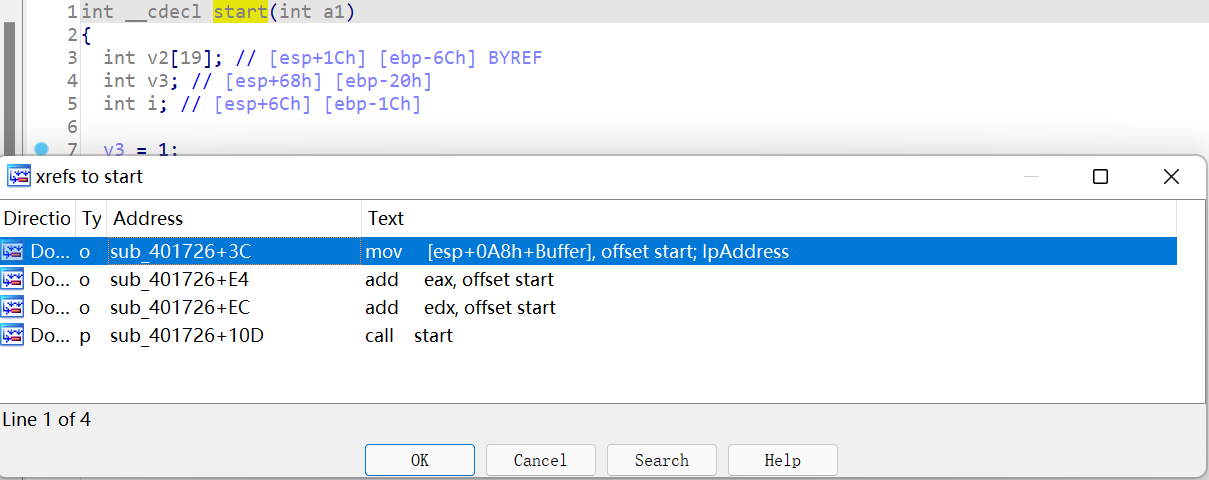 1 int __cdecl start(int a1)
2 {
3 int v2[19]; // [esp+1Ch] [ebp-6Ch] BYREF
4 int v3; // [esp+68h] [ebp-20h]
5 int i; // [esp+6Ch] [ebp-1Ch]
6
7 v3 = 1;
xrefs to start
Directio Ty Address Text
Do... o sub_401726+3C mov [esp+0A8h+Buffer], offset start; lpAddress
Do... o sub_401726+E4 add eax, offset start
Do... o sub_401726+EC add edx, offset start
Do... p sub_401726+10D call start
Line 1 of 4
OK Cancel Search Help